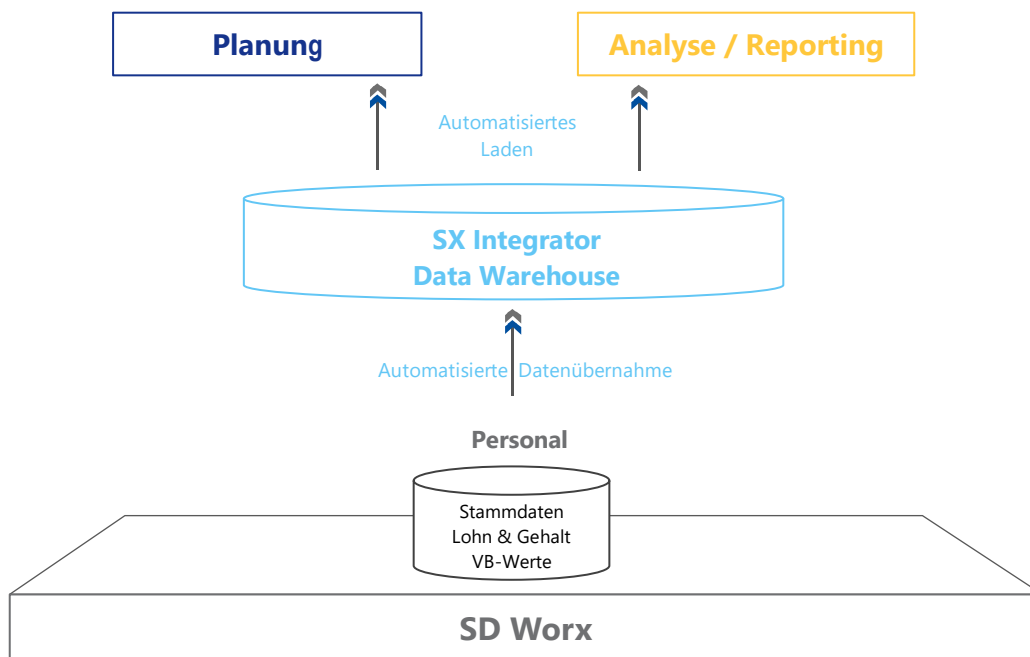 Planung
Analyse / Reporting
Automatisiertes
Laden
SX Integrator
Data Warehouse
Automatisierte Datenübernahme
Personal
Stammdaten
Lohn & Gehalt
VB-Werte
SD Worx